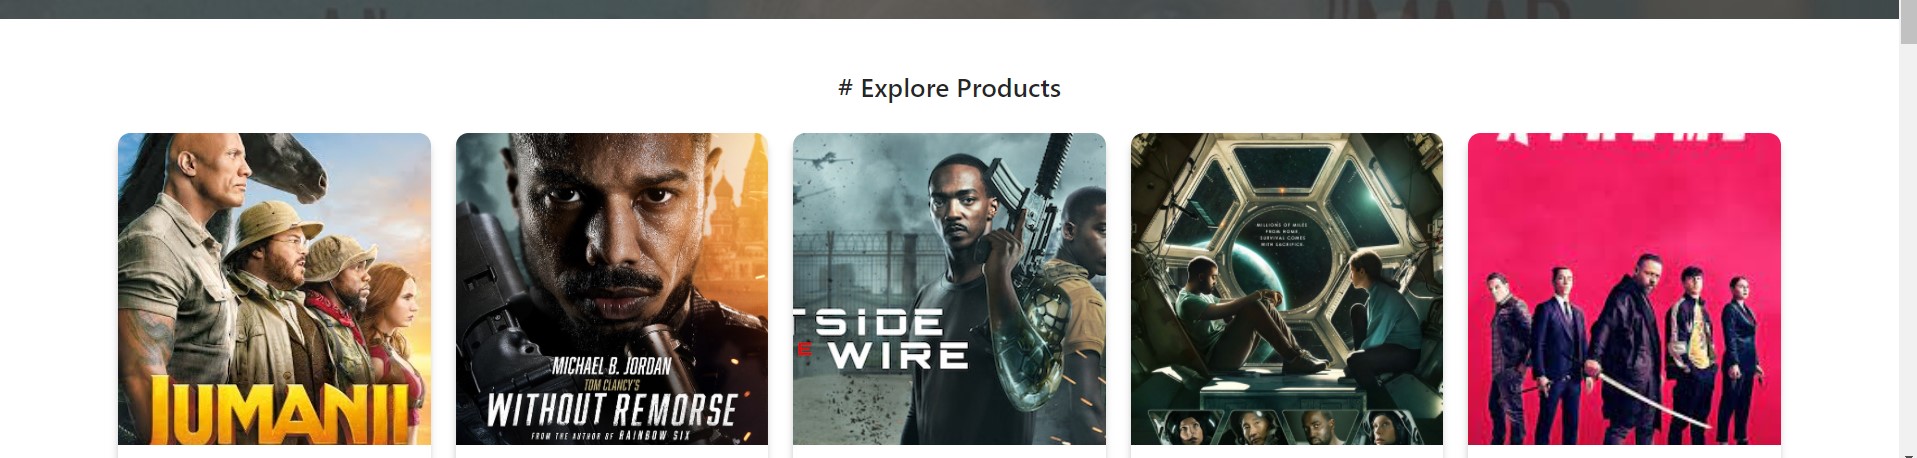 # Explore Products
JUMANJI
MICHAEL B. JORDAN
TOM CLANCY'S
WITHOUT REMORSE
FROM THE AUTHOR OF RAINBOW SIX
TSIDE
E WIRE
MILLIONS OF MILES
FROM HOME,
SURVIVAL COMES
WITH SACRIFICE.